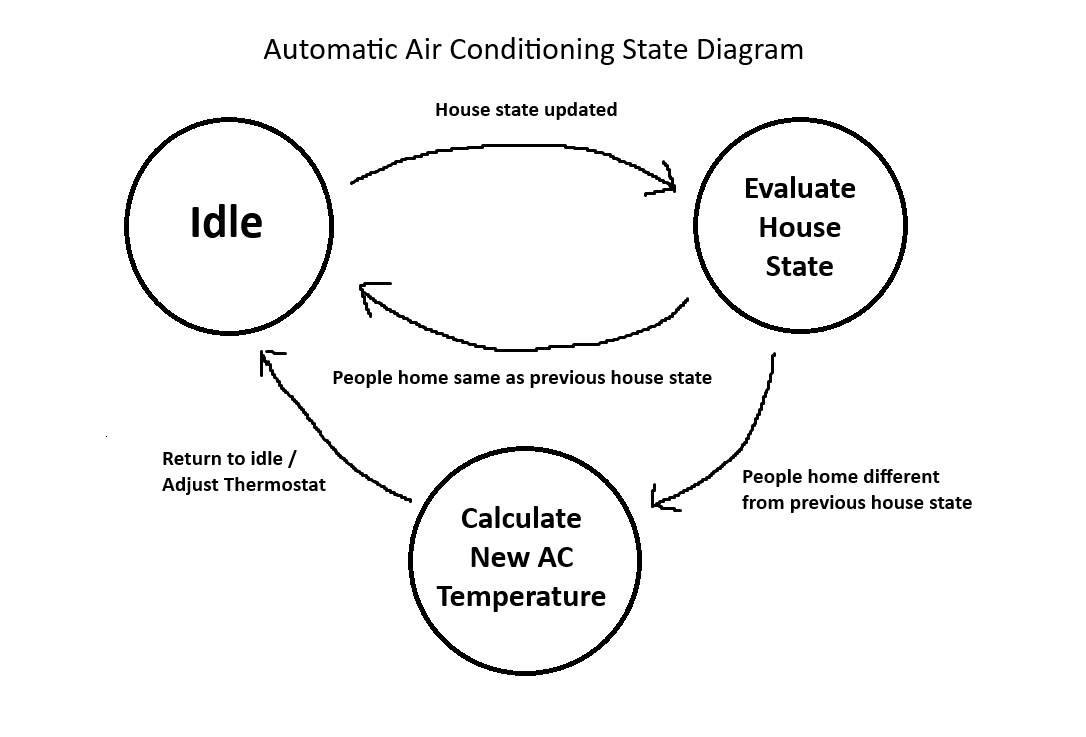 Automatic Air Conditioning State Diagram
House state updated
Idle
Evaluate
House
State
People home same as previous house state
Return to idle /
Adjust Thermostat
People home different
from previous house state
Calculate
New AC
Temperature